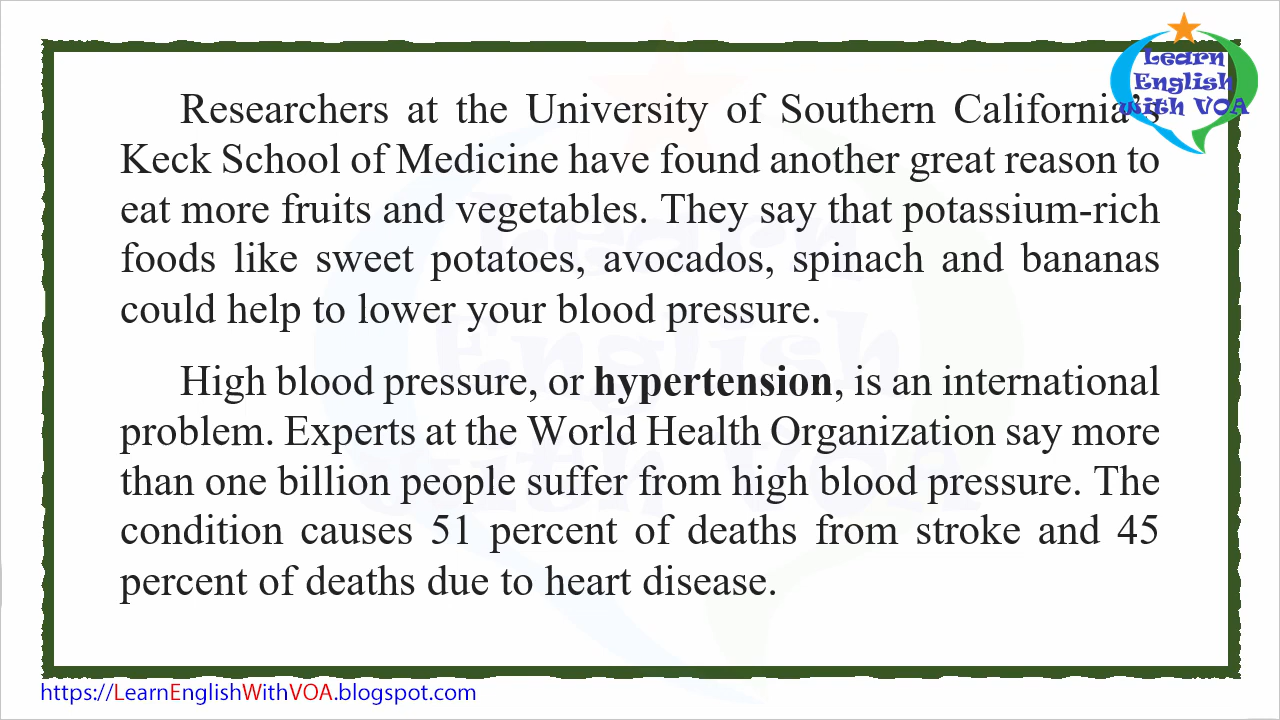 Learn
English
with VOA
Researchers at the University of Southern California's
Keck School of Medicine have found another great reason to
eat more fruits and vegetables. They say that potassium-rich
foods like sweet potatoes, avocados, spinach and bananas
could help to lower your blood pressure.
High blood pressure, or hypertension, is an international
problem. Experts at the World Health Organization say more
than one billion people suffer from high blood pressure. The
condition causes 51 percent of deaths from stroke and 45
percent of deaths due to heart disease.
Learn
English
with VOA
https://LearnEnglishWithVOA.blogspot.com